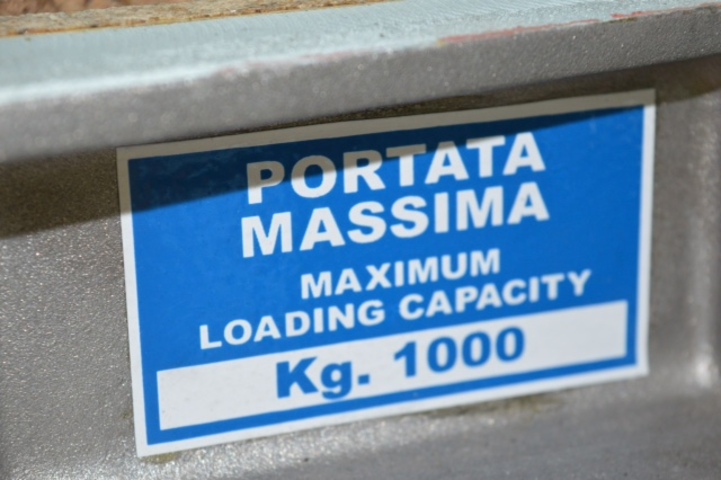 PORTATA
MASSIMA
MAXIMUM
LOADING CAPACITY
Kg. 1000